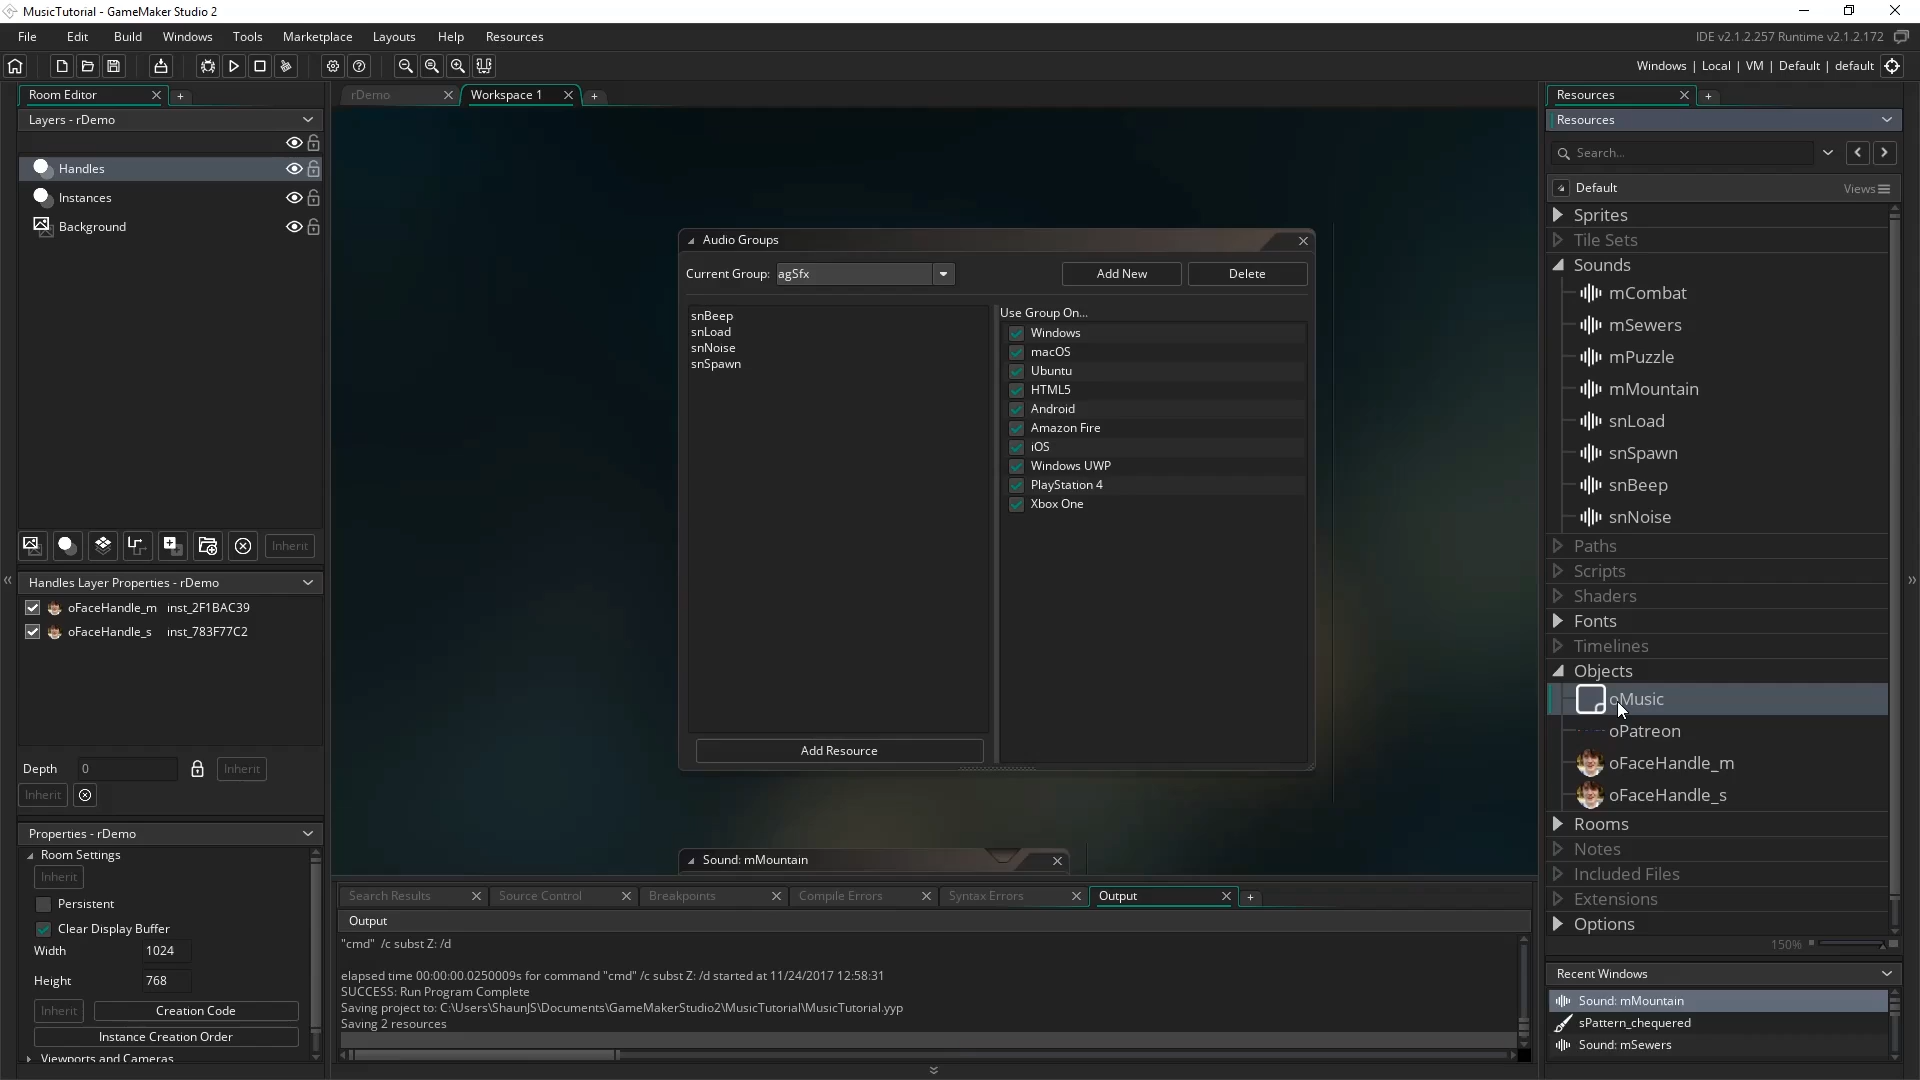 MusicTutorial - GameMaker Studio 2
File Edit Build Windows Tools Marketplace Layouts Help Resources
IDE v2.1.2.257 Runtime v2.1.2.172
Windows | Local | VM | Default | default
Room Editor
Layers - rDemo
Handles
Instances
Background
Inherit
Handles Layer Properties - rDemo
oFaceHandle_m inst_2F1BAC39
oFaceHandle_s inst_783F77C2
Depth 0 Inherit
Inherit
Properties - rDemo
Room Settings
Inherit
Persistent
Clear Display Buffer
Width 1024
Height 768
Inherit Creation Code
Instance Creation Order
Viewports and Cameras
rDemo
Workspace 1
Audio Groups
Current Group: agSfx
Add New
Delete
snBeep
snLoad
snNoise
snSpawn
Add Resource
Use Group On...
Windows
macOS
Ubuntu
HTML5
Android
Amazon Fire
iOS
Windows UWP
PlayStation 4
Xbox One
Sound: mMountain
Search Results
Source Control
Breakpoints
Compile Errors
Syntax Errors
Output
Output
"cmd" /c subst Z: /d
elapsed time 00:00:00.0250009s for command "cmd" /c subst Z: /d started at 11/24/2017 12:58:31
SUCCESS: Run Program Complete
Saving project to: C:\Users\ShaunJS\Documents\GameMakerStudio2\MusicTutorial\MusicTutorial.yyp
Saving 2 resources
Resources
Resources
Search...
Default
Views
Sprites
Tile Sets
Sounds
mCombat
mSewers
mPuzzle
mMountain
snLoad
snSpawn
snBeep
snNoise
Paths
Scripts
Shaders
Fonts
Timelines
Objects
oMusic
oPatreon
oFaceHandle_m
oFaceHandle_s
Rooms
Notes
Included Files
Extensions
Options
150%
Recent Windows
Sound: mMountain
sPattern_chequered
Sound: mSewers